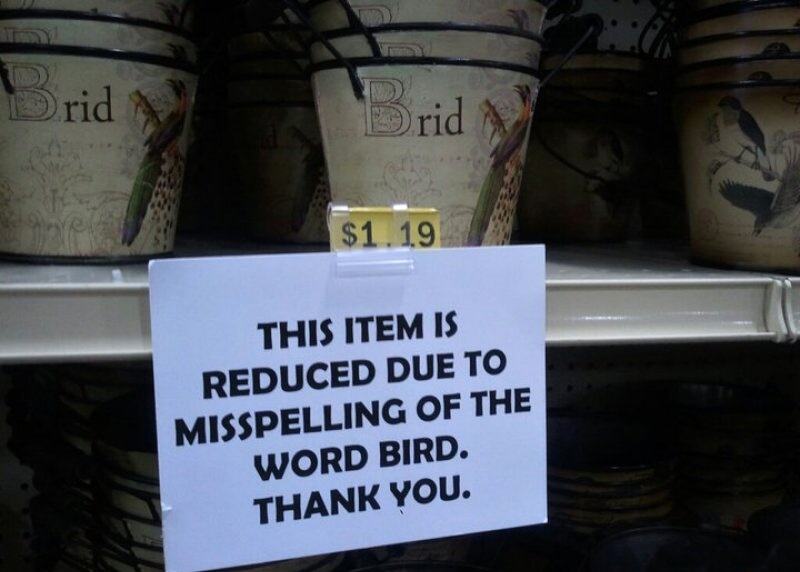 Brid
Brid
$1.19
THIS ITEM IS
REDUCED DUE TO
MISSPELLING OF THE
WORD BIRD.
THANK YOU.